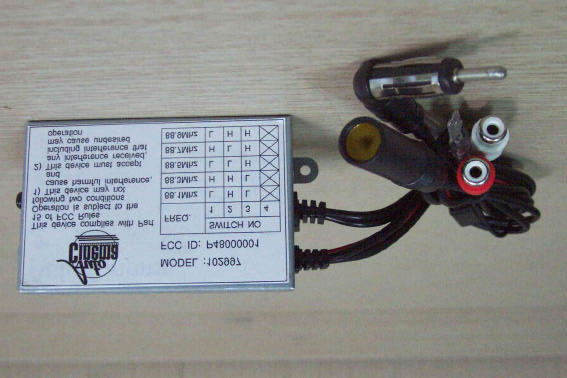 Auto
Cinema
MODEL :102997
FCC ID: P48000001
This device complies with Part
15 of FCC Rules
Operation is subject to the
following two conditions
1) This device may not
cause harmful interference,
and
2) This device must accept
any interference received,
including interference that
may cause undesired
operation
SWITCH NO
FREQ. 1 2 3 4
88.1Mhz
88.3Mhz
88.5Mhz
88.7Mhz
88.9Mhz L H H